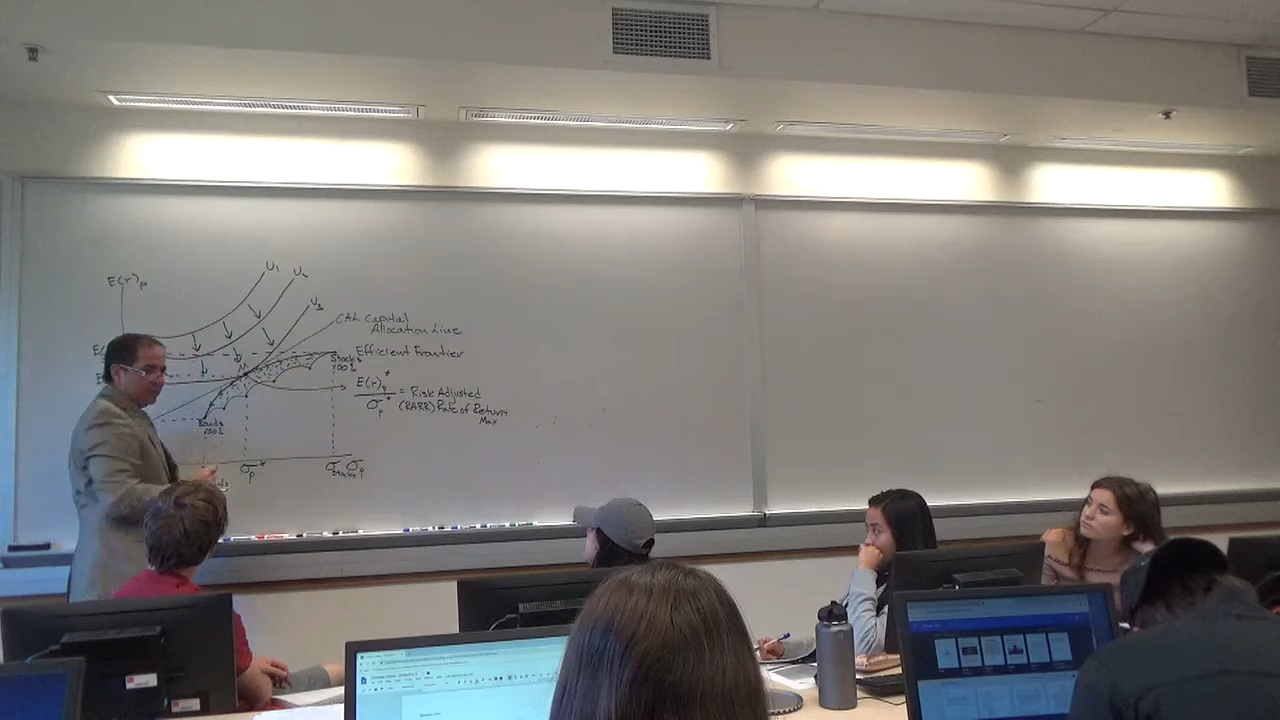 E(r)p
U1
U2
U3
CAL Capital
Allocation Line
Efficient Frontier
Stocks
100%
E(r)p*
σp*
= Risk Adjusted
(RARR) Rate of Return
Max
Bonds
100%
σp*
σstocks
σp